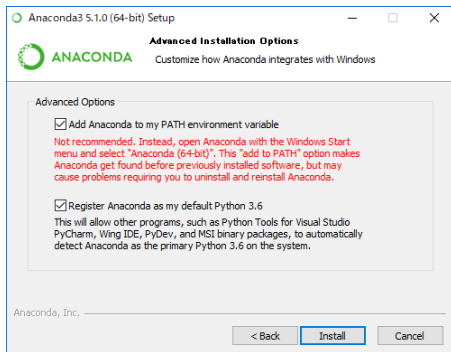 Anaconda3 5.1.0 (64-bit) Setup
Advanced Installation Options
ANACONDA
Customize how Anaconda integrates with Windows
Advanced Options
Add Anaconda to my PATH environment variable
Not recommended. Instead, open Anaconda with the Windows Start
menu and select "Anaconda (64-bit)". This "add to PATH" option makes
Anaconda get found before previously installed software, but may
cause problems requiring you to uninstall and reinstall Anaconda.
Register Anaconda as my default Python 3.6
This will allow other programs, such as Python Tools for Visual Studio
PyCharm, Wing IDE, PyDev, and MSI binary packages, to automatically
detect Anaconda as the primary Python 3.6 on the system.
Anaconda, Inc.
< Back Install Cancel